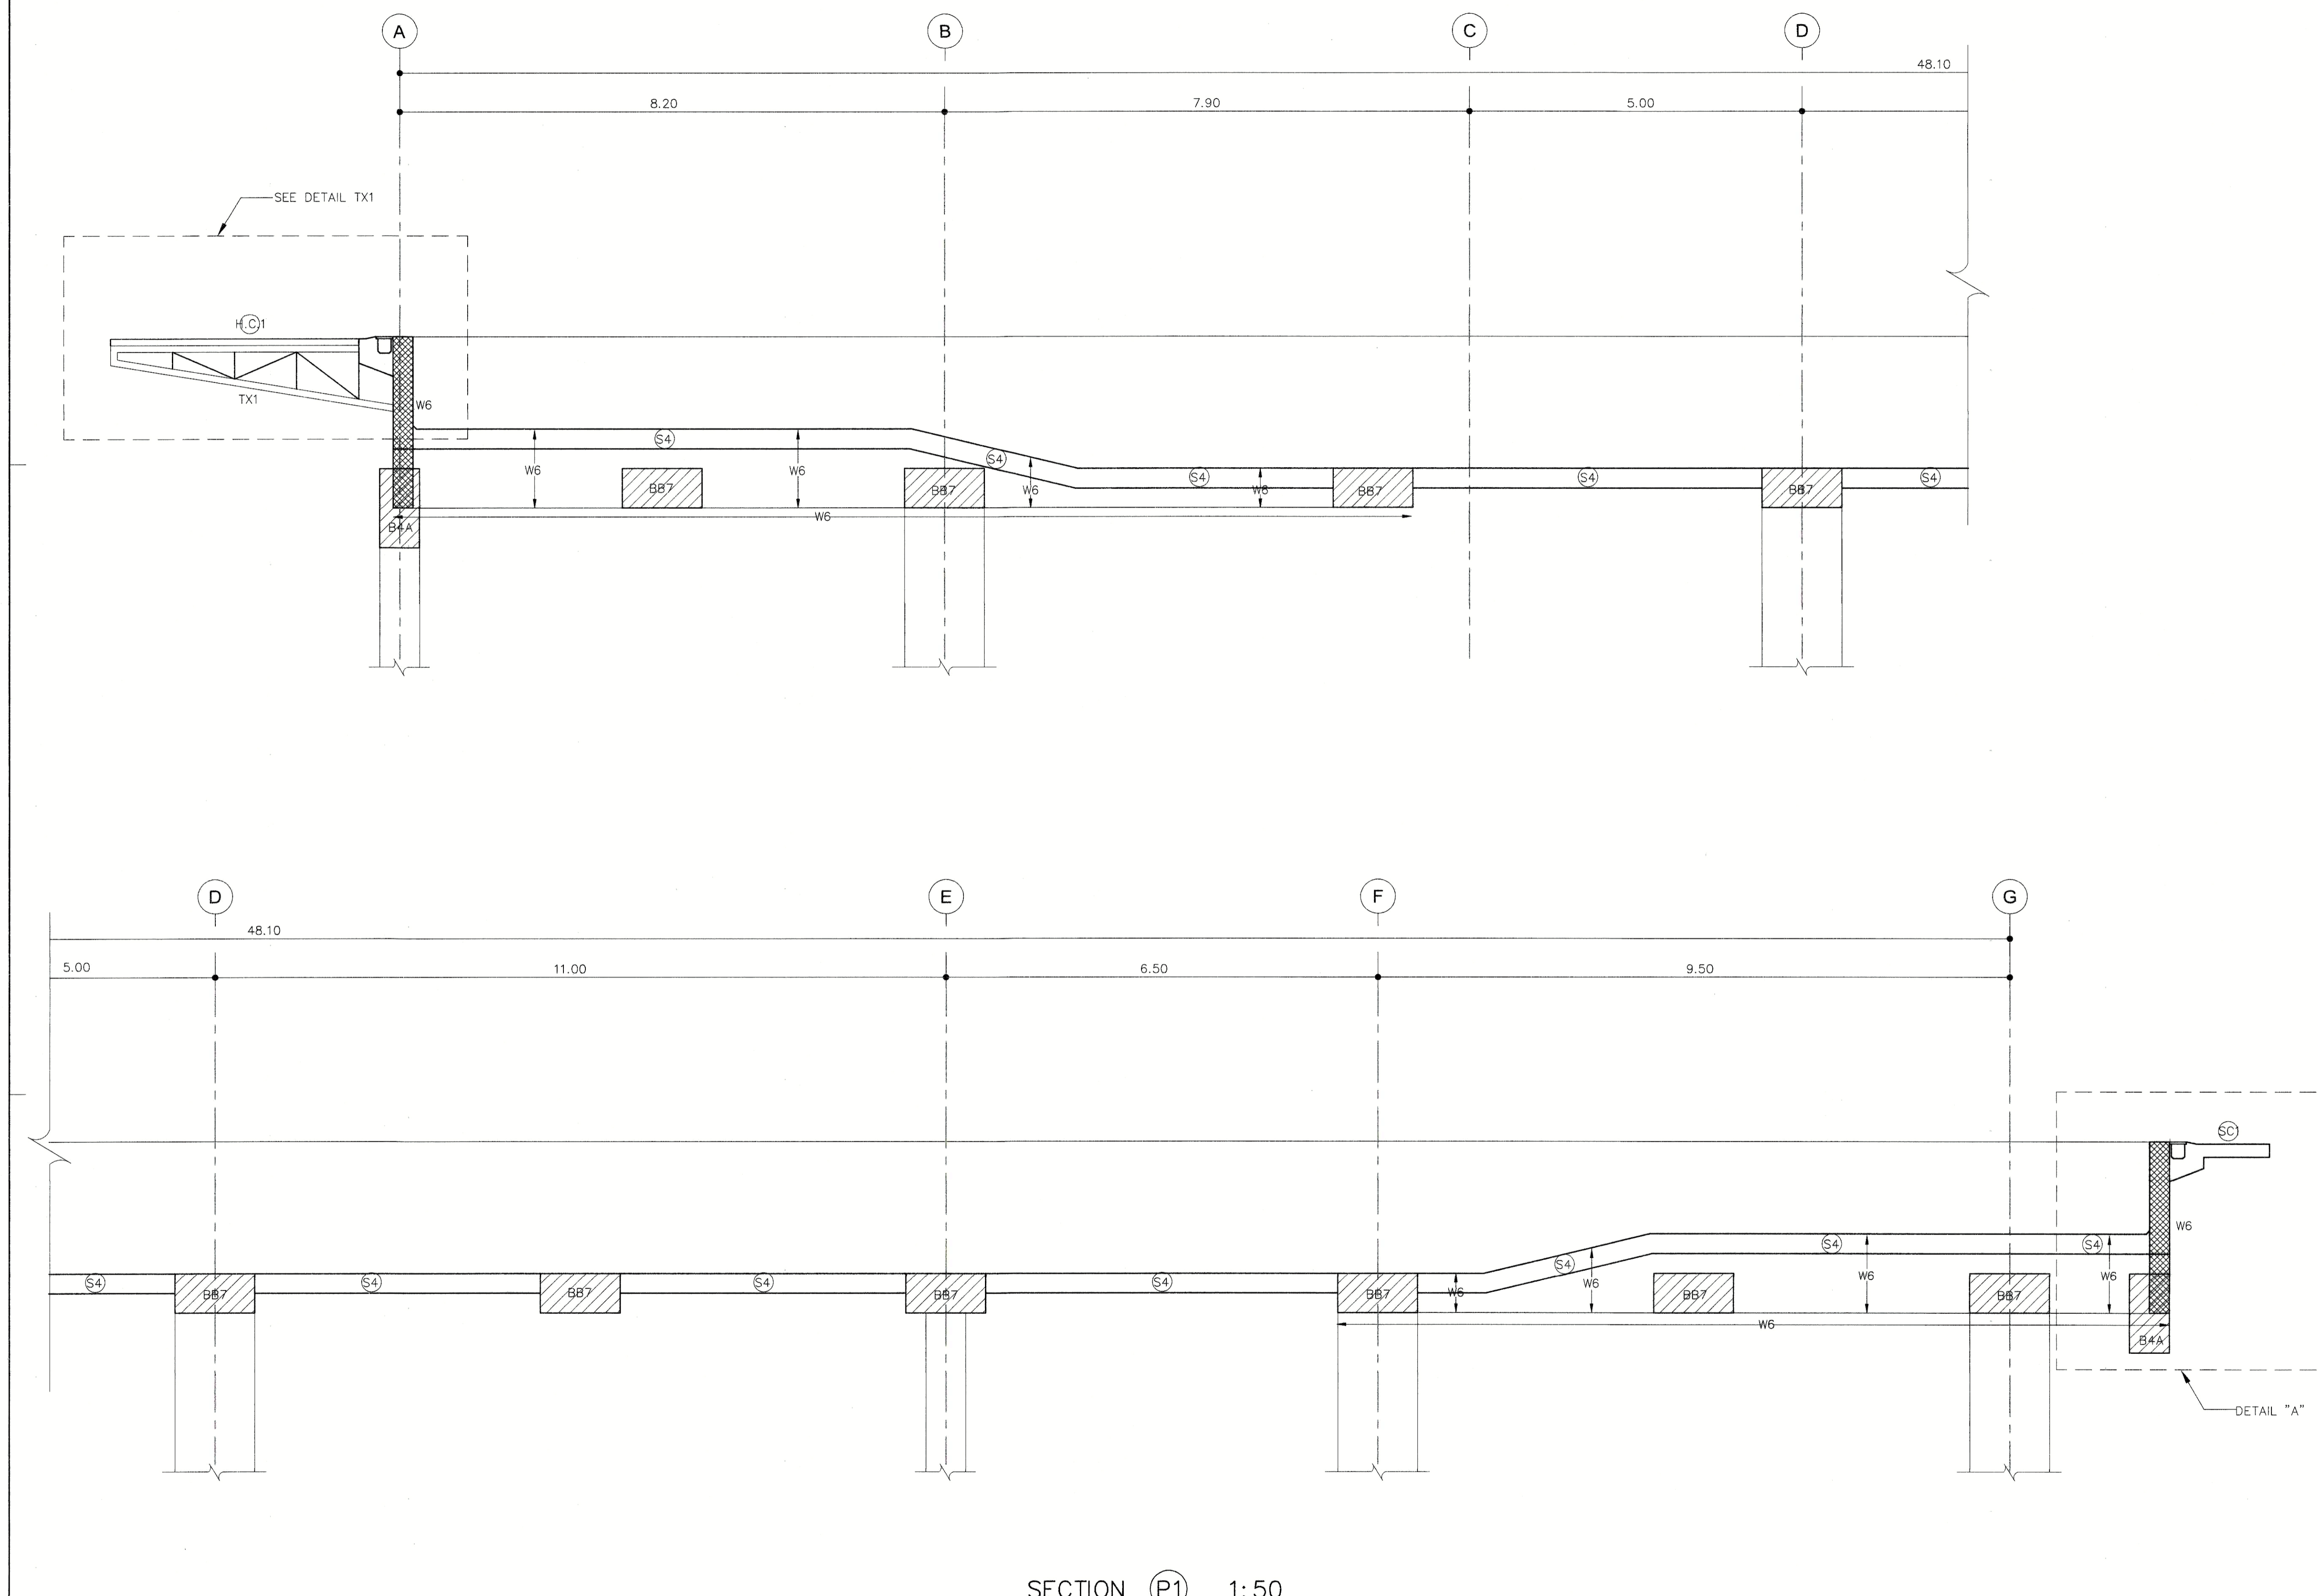 A B C D
48.10
8.20 7.90 5.00
SEE DETAIL TX1
H.C.1
TX1
W6
S4
S4
W6 W6
BB7 BB7
W6
S4 W6
BB7
S4
BB7
S4
W6
B4A
D E F G
48.10
5.00 11.00 6.50 9.50
SC1
W6
S4 S4
W6 W6
S4
W6
S4 S4 S4 S4
BB7 BB7 BB7 BB7 W6 BB7 BB7
W6
B4A
DETAIL "A"
SECTION P1 1:50